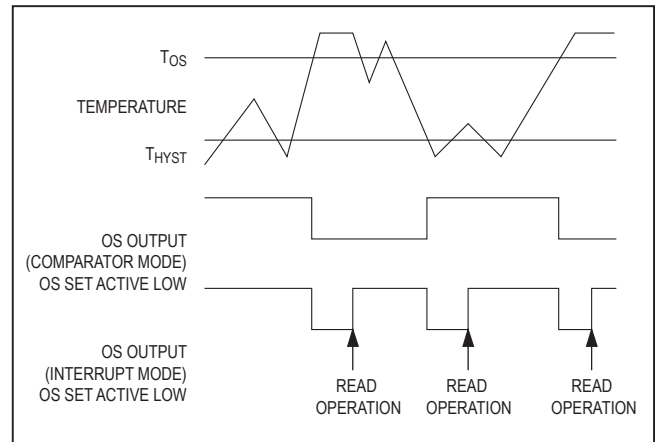 TOS
TEMPERATURE
THYST
OS OUTPUT
(COMPARATOR MODE)
OS SET ACTIVE LOW
OS OUTPUT
(INTERRUPT MODE)
OS SET ACTIVE LOW
READ
OPERATION
READ
OPERATION
READ
OPERATION